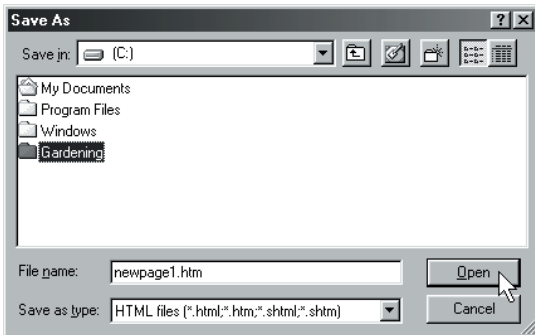 Save As
Save in: (C:)
My Documents
Program Files
Windows
Gardening
File name: newpage1.htm Open
Save as type: HTML files (*.html;*.htm;*.shtml;*.shtm) Cancel